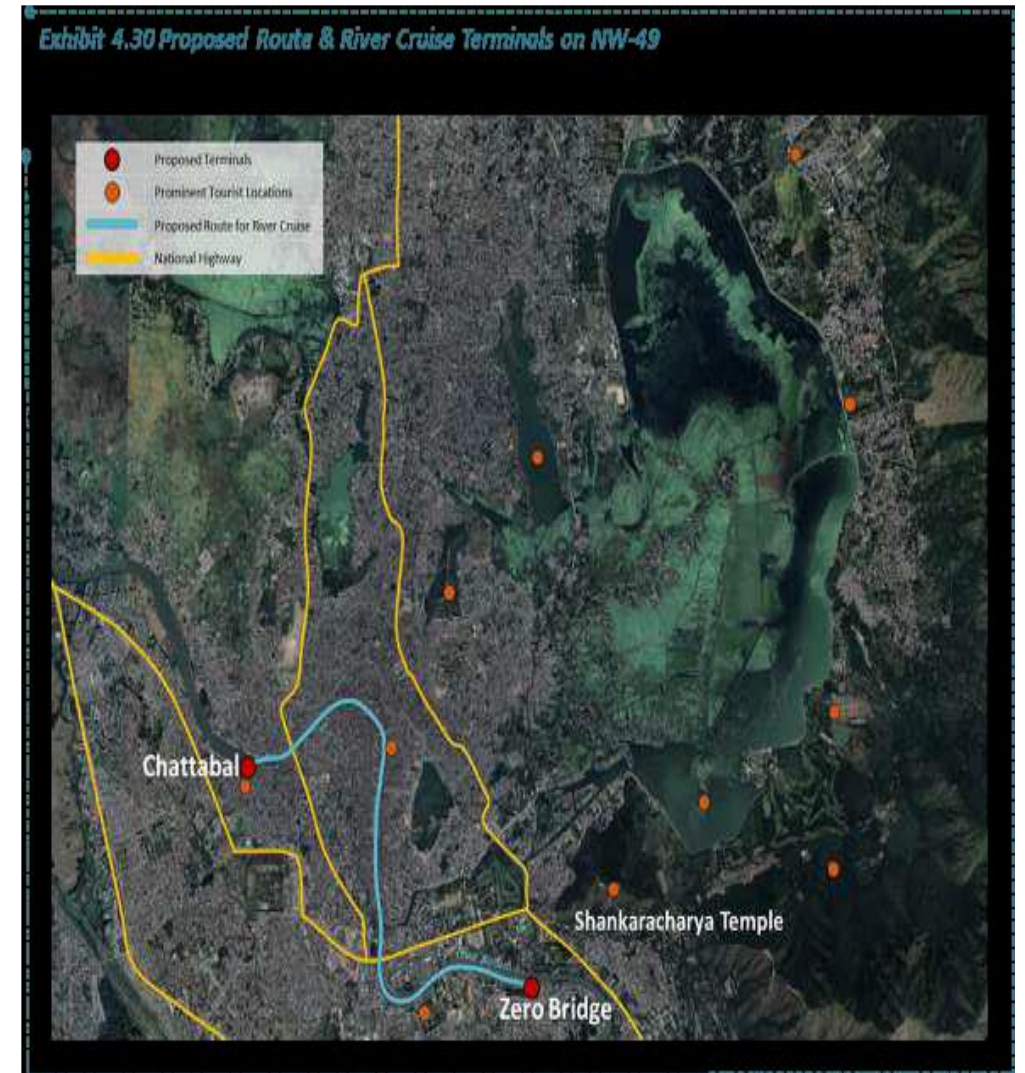 Exhibit 4.30 Proposed Route & River Cruise Terminals on NW-49
Proposed Terminals
Prominent Tourist Locations
Proposed Route for River Cruise
National Highway
Chattabal
Shankaracharya Temple
Zero Bridge